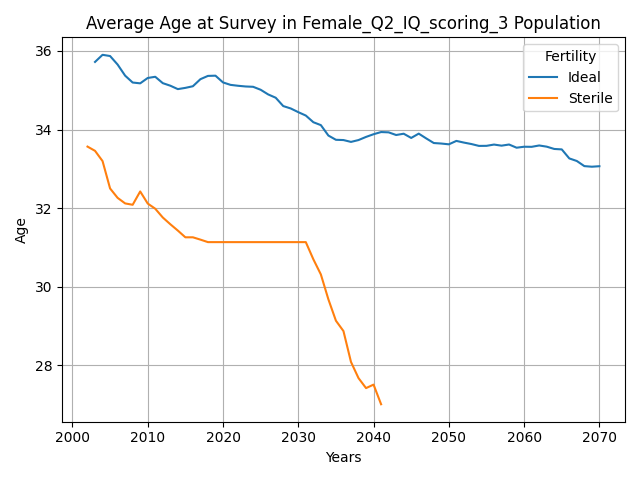 Average Age at Survey in Female_Q2_IQ_scoring_3 Population
Fertility
Ideal
Sterile
36
34
32
30
28
Age
2000 2010 2020 2030 2040 2050 2060 2070
Years